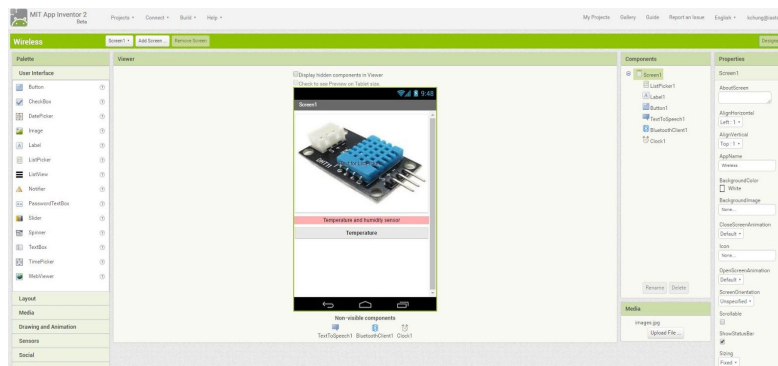 MIT App Inventor 2
Beta
Projects Connect Build Help
My Projects Gallery Guide Report an Issue English
Wireless
Screen1 Add Screen ... Remove Screen
Palette
User Interface
Button
CheckBox
DatePicker
Image
Label
ListPicker
ListView
Notifier
PasswordTextBox
Slider
Spinner
TextBox
TimePicker
WebViewer
Layout
Media
Drawing and Animation
Sensors
Social
Viewer
Display hidden components in Viewer
Check to see Preview on Tablet size.
9:48
Screen1
DHT11
Temperature and humidity sensor
Temperature
Non-visible components
TextToSpeech1 BluetoothClient1 Clock1
Components
Screen1
ListPicker1
Label1
Button1
TextToSpeech1
BluetoothClient1
Clock1
Rename Delete
Media
images.jpg
Upload File ...
Properties
Screen1
AboutScreen
AlignHorizontal
Left : 1
AlignVertical
Top : 1
AppName
Wireless
BackgroundColor
White
BackgroundImage
None...
CloseScreenAnimation
Default
Icon
None...
OpenScreenAnimation
Default
ScreenOrientation
Unspecified
Scrollable
ShowStatusBar
Sizing
Fixed